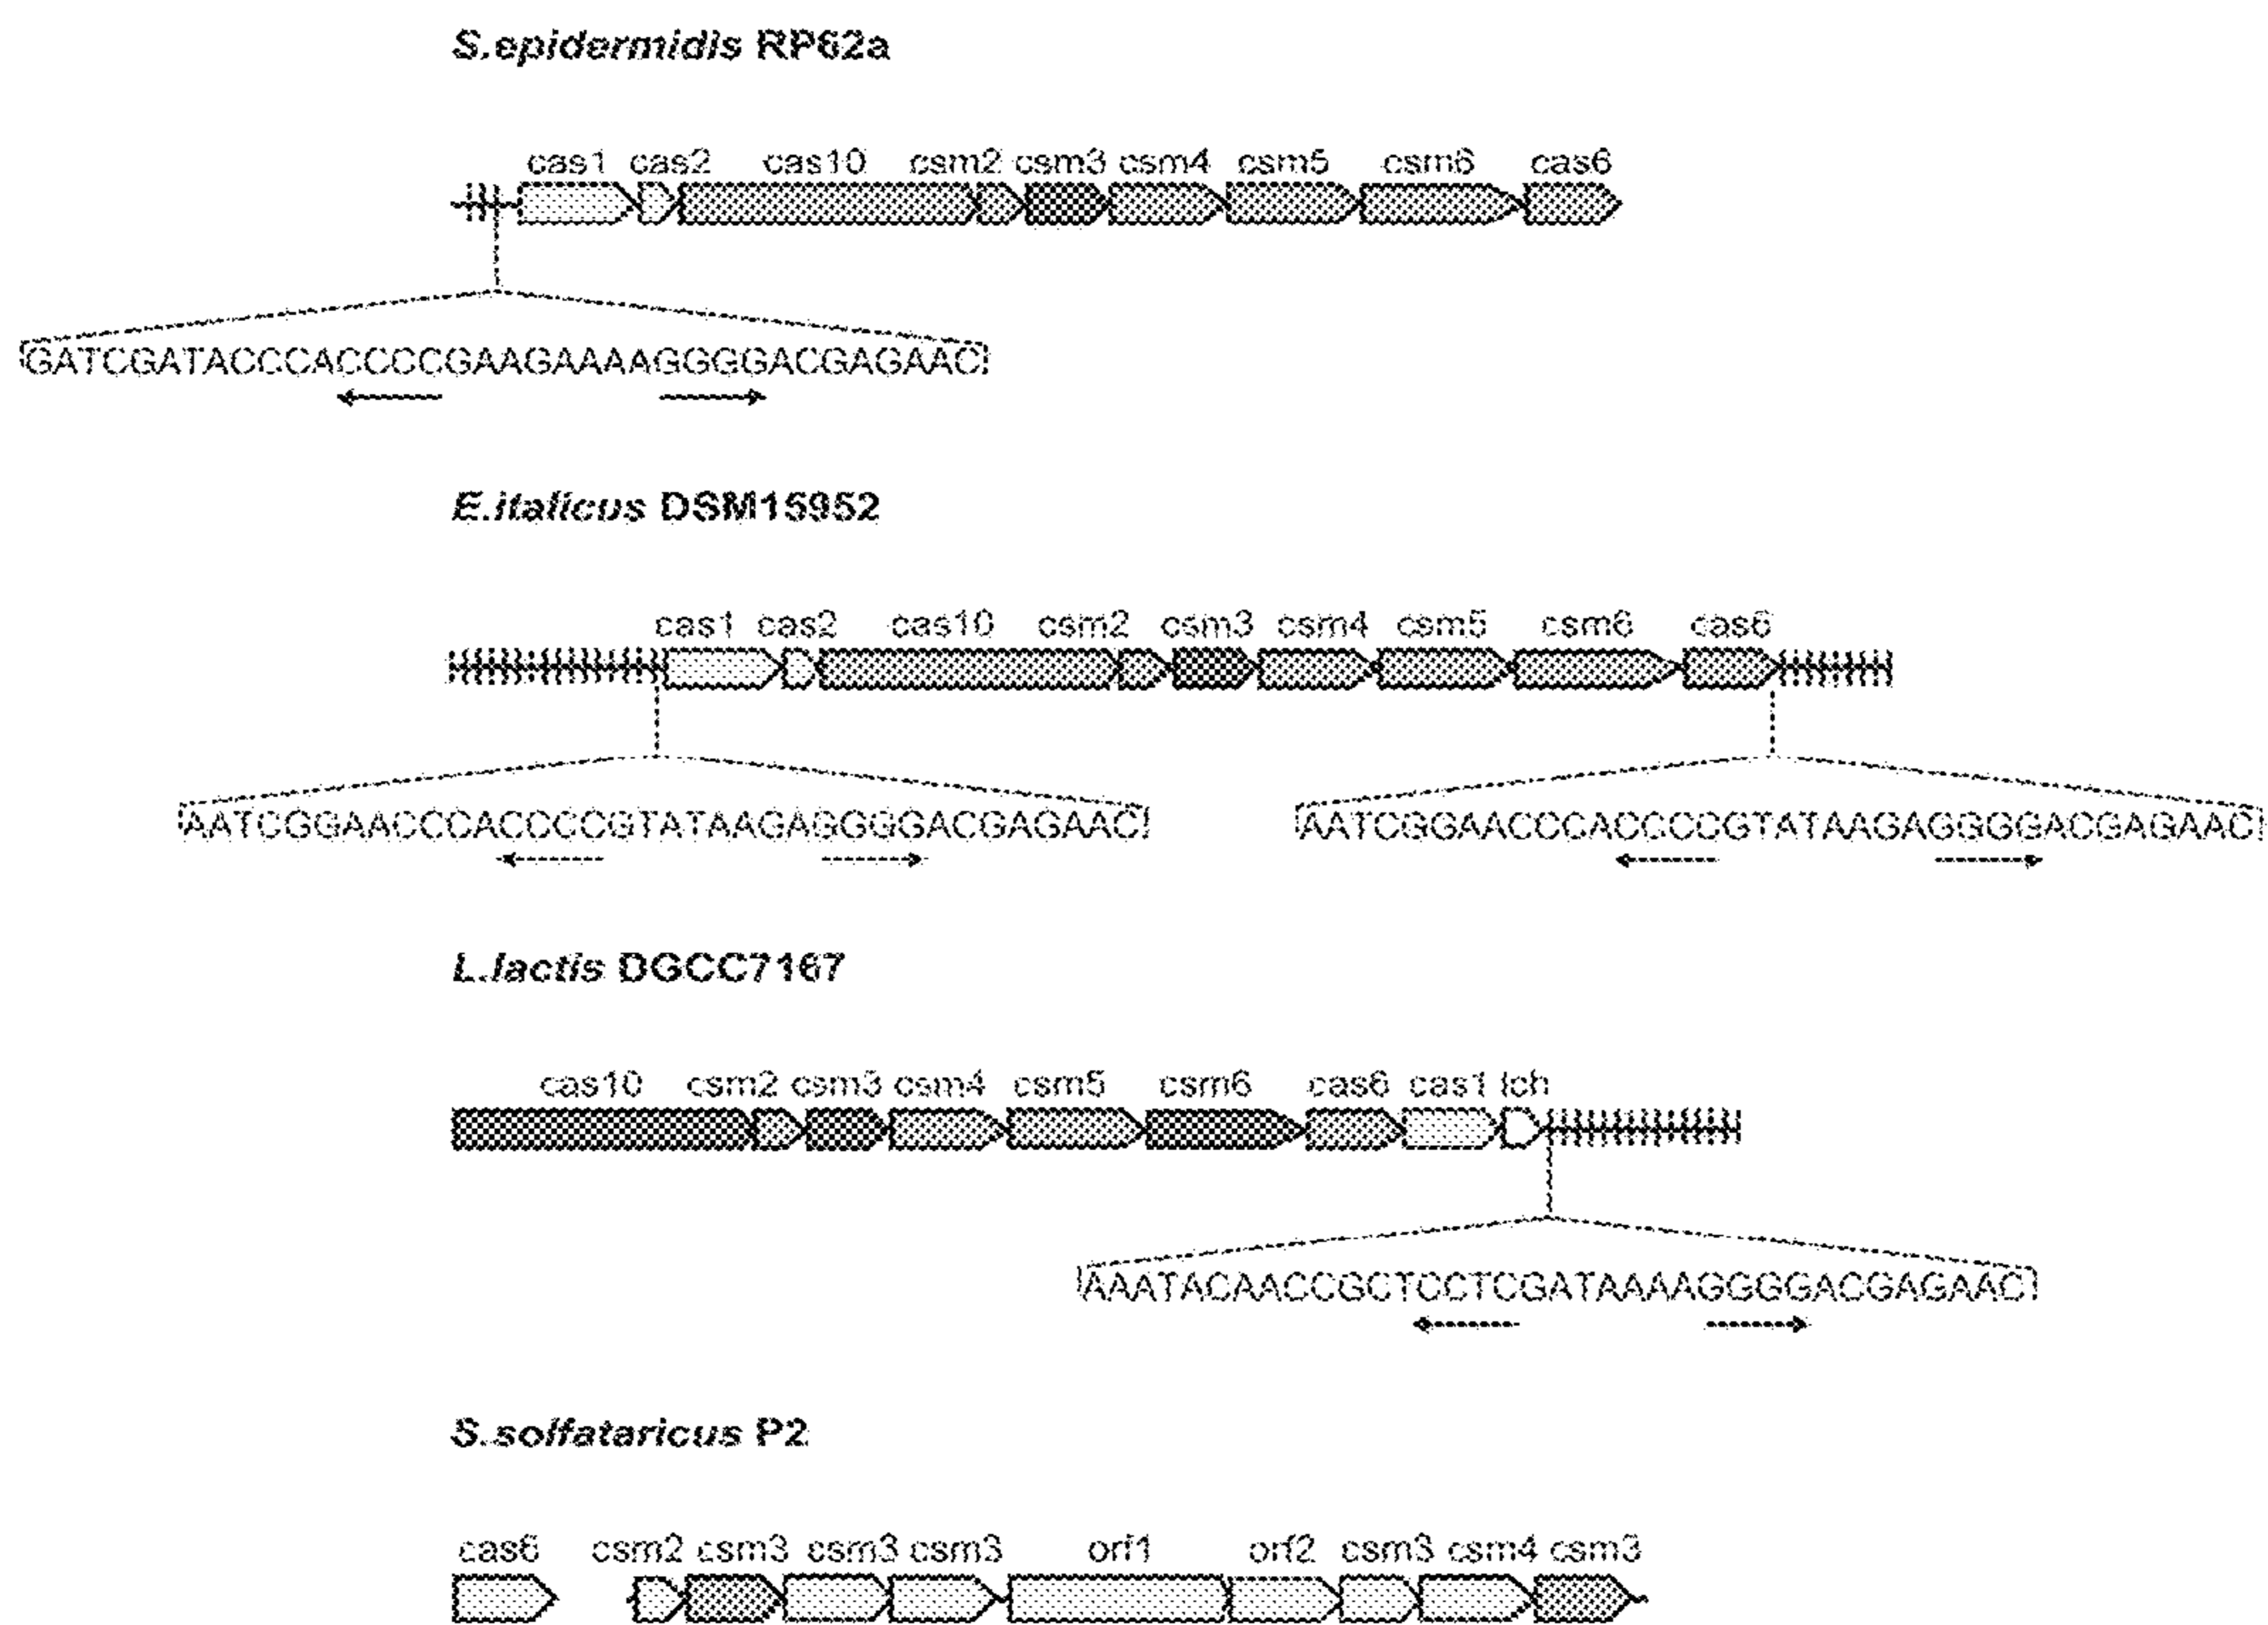 S.epidermidis RP62a
cas1 cas2 cas10 csm2 csm3 csm4 csm5 csm6 cas6
GATCGATACCCACCCCGAAGAAAAGGGGACGAGAAC
E.italicus DSM15952
cas1 cas2 cas10 csm2 csm3 csm4 csm5 csm6 cas6
AATCGGAACCCACCCCGTATAAGAGGGGACGAGAAC AATCGGAACCCACCCCGTATAAGAGGGGACGAGAAC
L.lactis DGCC7167
cas10 csm2 csm3 csm4 csm5 csm6 cas6 cas1 lch
AAATACAACCGCTCCTCGATAAAAGGGGACGAGAAC
S.solfataricus P2
cas6 csm2 csm3 csm3 csm3 orf1 orf2 csm3 csm4 csm3